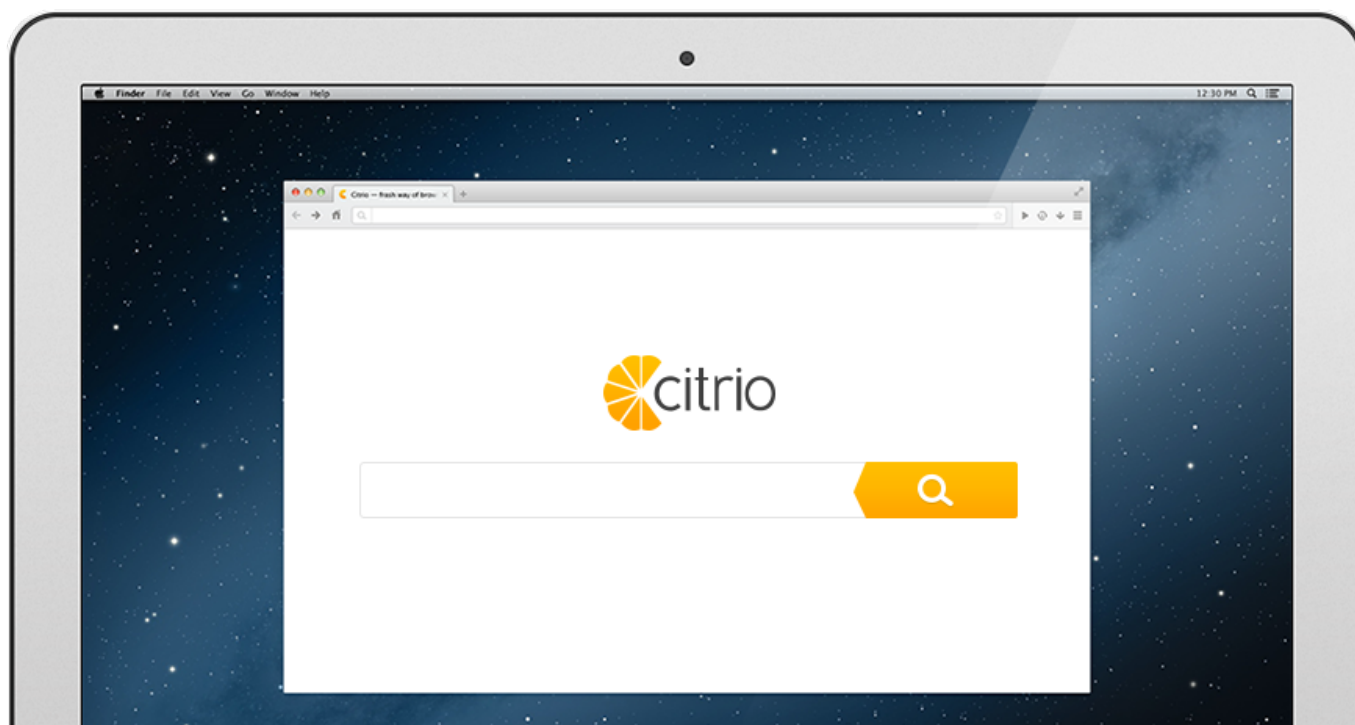 Finder File Edit View Go Window Help 12:30 PM
Citrio — fresh way of brow
citrio